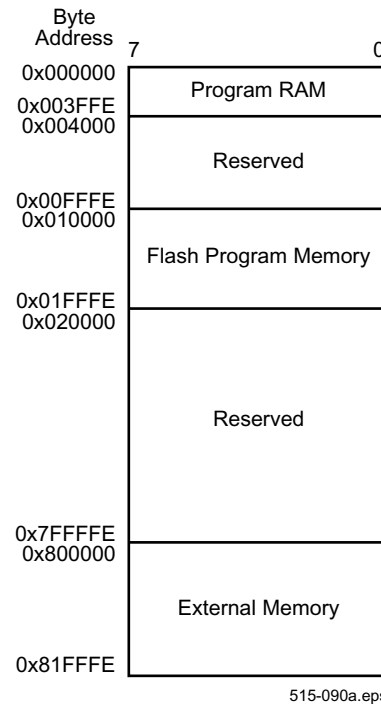 Byte
Address
7 0
0x000000
Program RAM
0x003FFE
0x004000
Reserved
0x00FFFE
0x010000
Flash Program Memory
0x01FFFE
0x020000
Reserved
0x7FFFFE
0x800000
External Memory
0x81FFFE
515-090a.eps